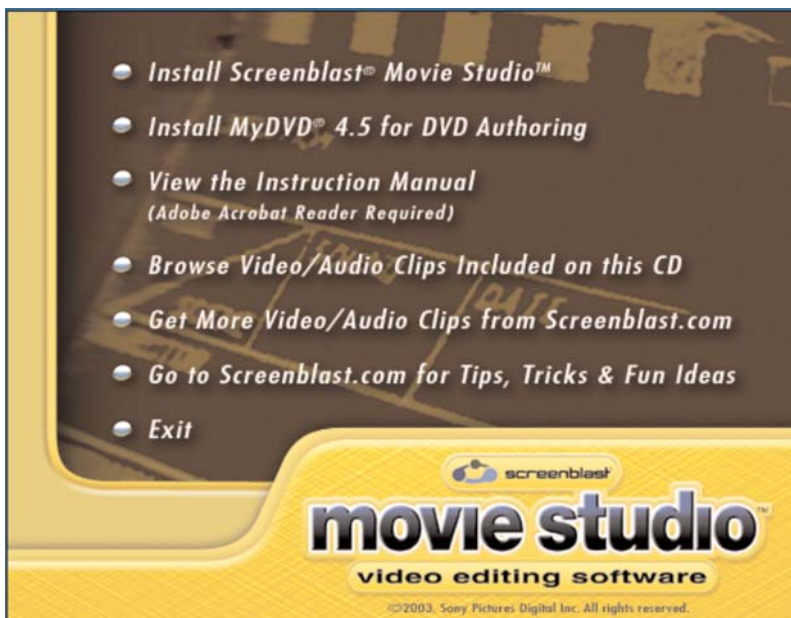 Install Screenblast® Movie Studio™
Install MyDVD® 4.5 for DVD Authoring
View the Instruction Manual
(Adobe Acrobat Reader Required)
Browse Video/Audio Clips Included on this CD
Get More Video/Audio Clips from Screenblast.com
Go to Screenblast.com for Tips, Tricks & Fun Ideas
Exit
DATE
screenblast
movie studio™
video editing software
©2003, Sony Pictures Digital Inc. All rights reserved.